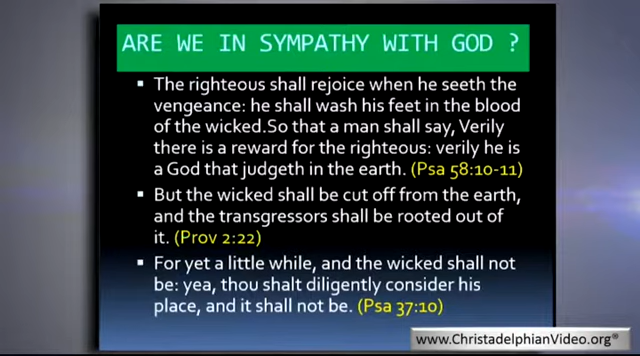 ARE WE IN SYMPATHY WITH GOD ?
▪ The righteous shall rejoice when he seeth the
vengeance: he shall wash his feet in the blood
of the wicked.So that a man shall say, Verily
there is a reward for the righteous: verily he is
a God that judgeth in the earth. (Psa 58:10-11)
▪ But the wicked shall be cut off from the earth,
and the transgressors shall be rooted out of
it. (Prov 2:22)
▪ For yet a little while, and the wicked shall not
be: yea, thou shalt diligently consider his
place, and it shall not be. (Psa 37:10)
www.ChristadelphianVideo.org®